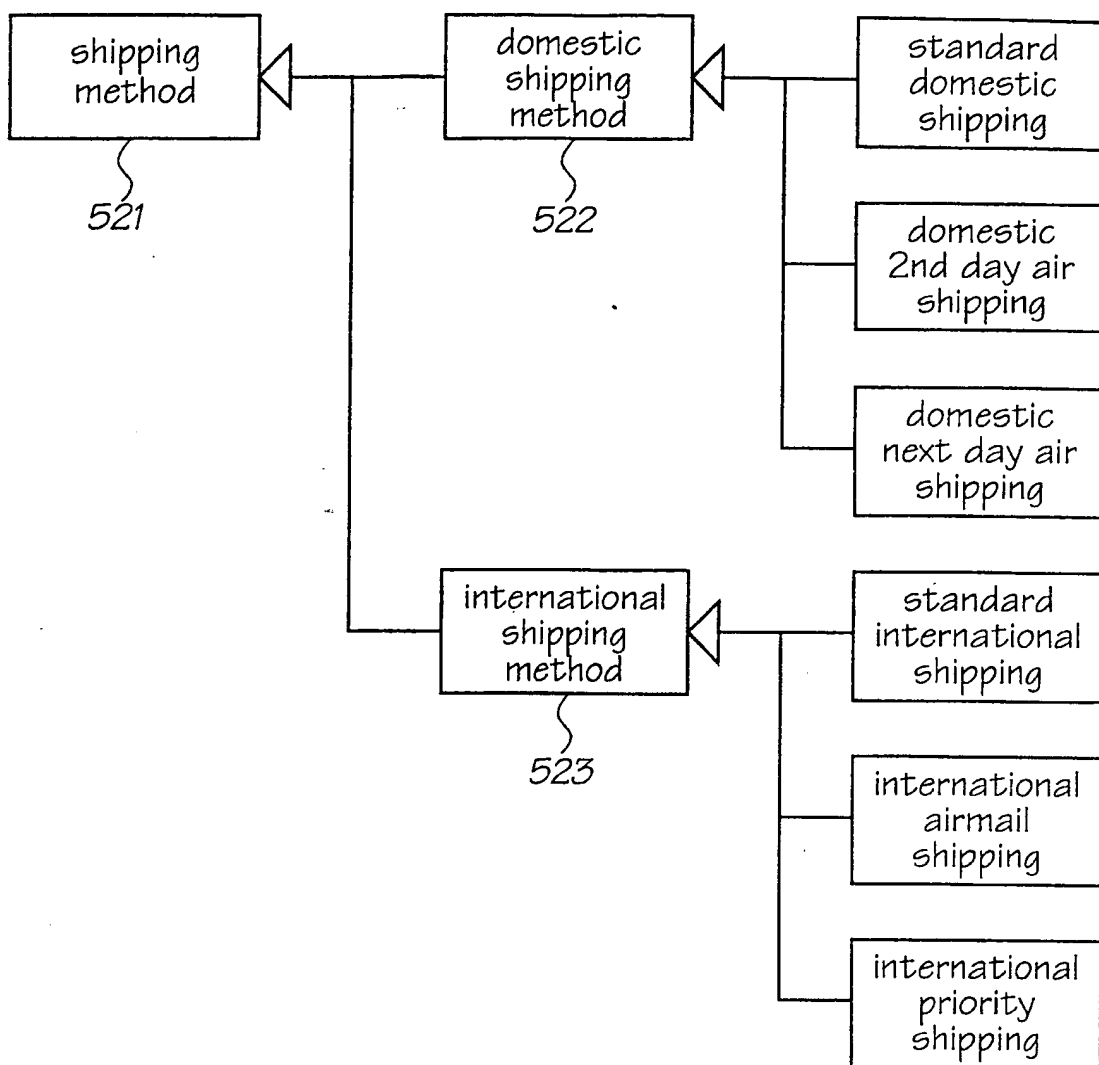 shipping
method
521
domestic
shipping
method
522
standard
domestic
shipping
domestic
2nd day air
shipping
domestic
next day air
shipping
international
shipping
method
523
standard
international
shipping
international
airmail
shipping
international
priority
shipping